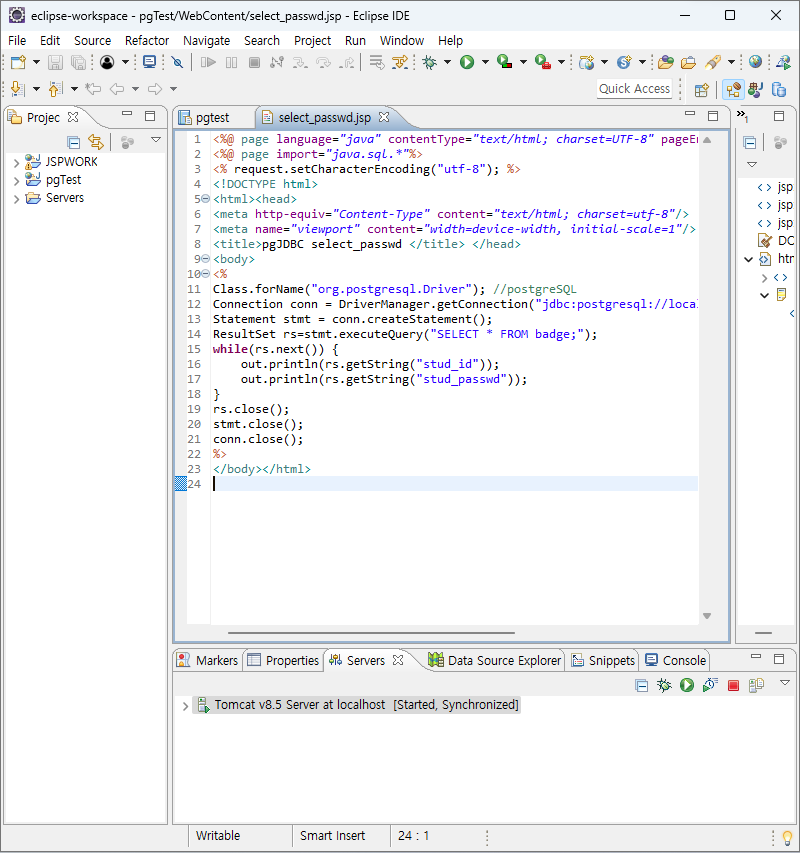 eclipse-workspace - pgTest/WebContent/select_passwd.jsp - Eclipse IDE
File Edit Source Refactor Navigate Search Project Run Window Help
Quick Access
Projec
JSPWORK
pgTest
Servers
pgtest
select_passwd.jsp
1 <%@ page language="java" contentType="text/html; charset=UTF-8" pageEn
2 <%@ page import="java.sql.*"%>
3 <% request.setCharacterEncoding("utf-8"); %>
4 <!DOCTYPE html>
5 <html><head>
6 <meta http-equiv="Content-Type" content="text/html; charset=utf-8"/>
7 <meta name="viewport" content="width=device-width, initial-scale=1"/>
8 <title>pgJDBC select_passwd </title> </head>
9 <body>
10 <%
11 Class.forName("org.postgresql.Driver"); //postgreSQL
12 Connection conn = DriverManager.getConnection("jdbc:postgresql://loca
13 Statement stmt = conn.createStatement();
14 ResultSet rs=stmt.executeQuery("SELECT * FROM badge;");
15 while(rs.next()) {
16 out.println(rs.getString("stud_id"));
17 out.println(rs.getString("stud_passwd"));
18 }
19 rs.close();
20 stmt.close();
21 conn.close();
22 %>
23 </body></html>
24
1
jsp
jsp
jsp
DO
htr
Markers Properties Servers Data Source Explorer Snippets Console
Tomcat v8.5 Server at localhost [Started, Synchronized]
Writable Smart Insert 24 : 1